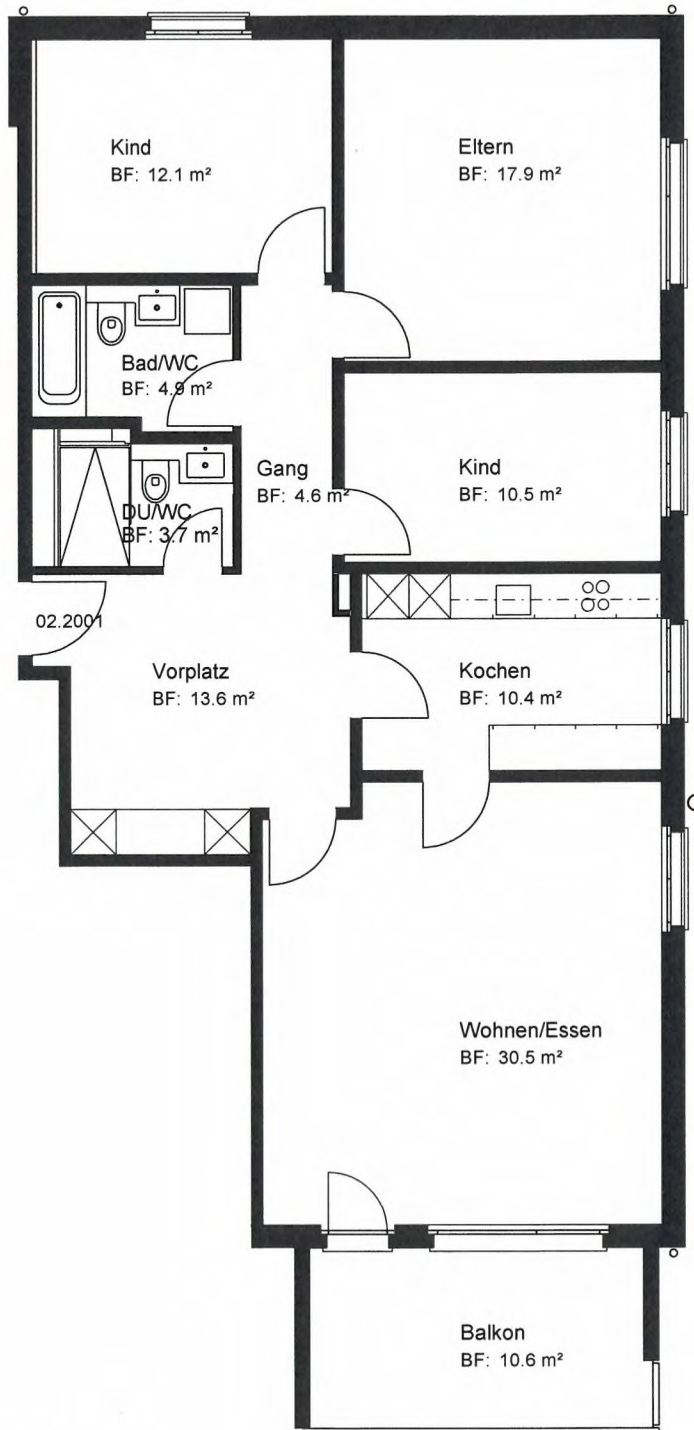 Kind
BF: 12.1 m²
Eltern
BF: 17.9 m²
Bad/WC
BF: 4.9 m²
Gang
BF: 4.6 m²
Kind
BF: 10.5 m²
DU/WC
BF: 3.7 m²
02.2001
Vorplatz
BF: 13.6 m²
Kochen
BF: 10.4 m²
Wohnen/Essen
BF: 30.5 m²
Balkon
BF: 10.6 m²